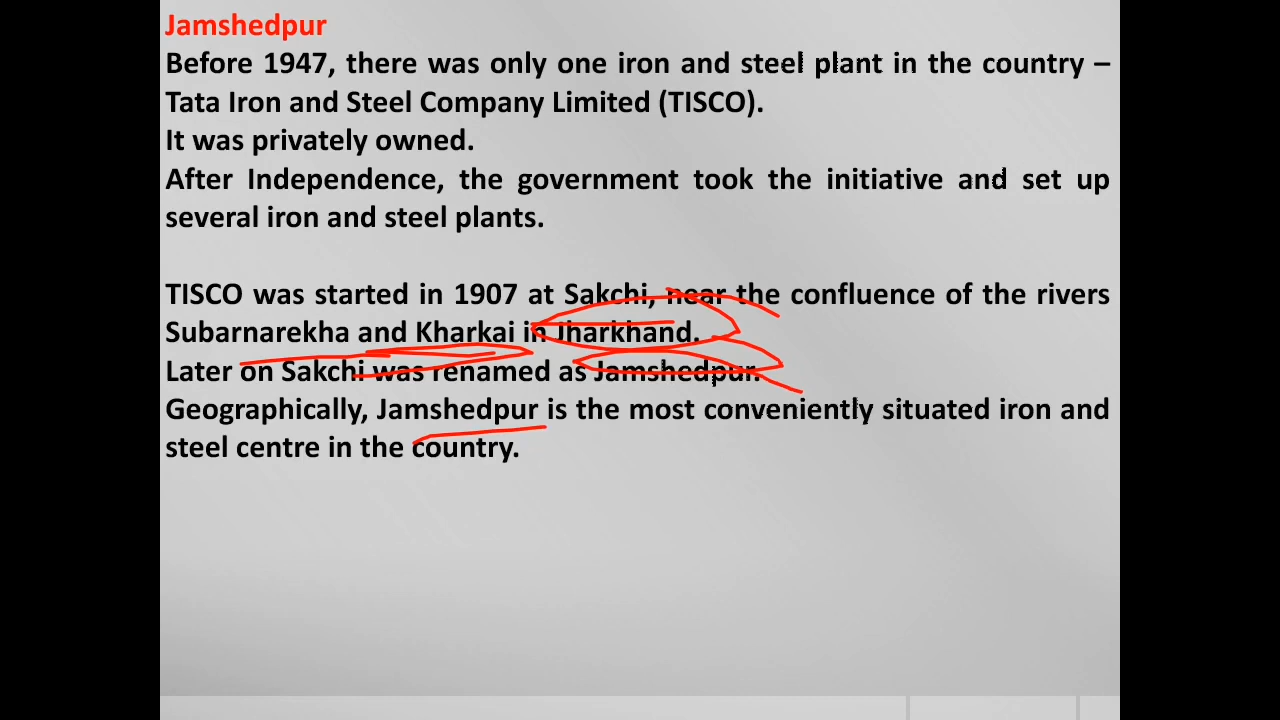 Jamshedpur
Before 1947, there was only one iron and steel plant in the country –
Tata Iron and Steel Company Limited (TISCO).
It was privately owned.
After Independence, the government took the initiative and set up
several iron and steel plants.
TISCO was started in 1907 at Sakchi, near the confluence of the rivers
Subarnarekha and Kharkai in Jharkhand.
Later on Sakchi was renamed as Jamshedpur.
Geographically, Jamshedpur is the most conveniently situated iron and
steel centre in the country.